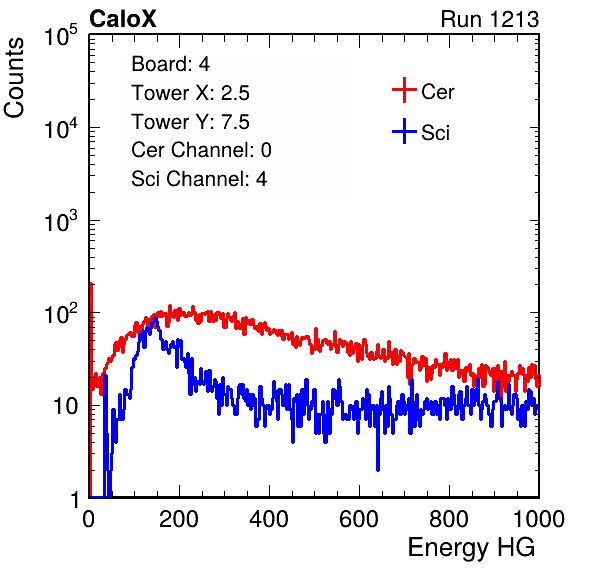 CaloX Run 1213
Counts
10^5
10^4
10^3
10^2
10
1
Board: 4
Tower X: 2.5
Tower Y: 7.5
Cer Channel: 0
Sci Channel: 4
Cer
Sci
0 200 400 600 800 1000
Energy HG